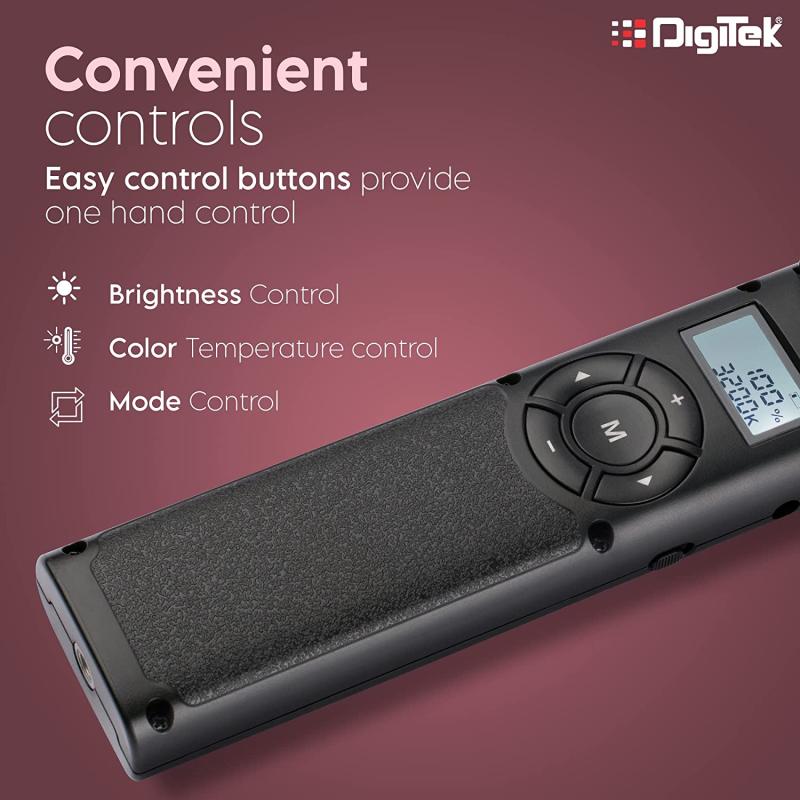 DIGITEK®
Convenient
controls
Easy control buttons provide
one hand control
Brightness Control
Color Temperature control
Mode Control
M
+
-
100%
3200K